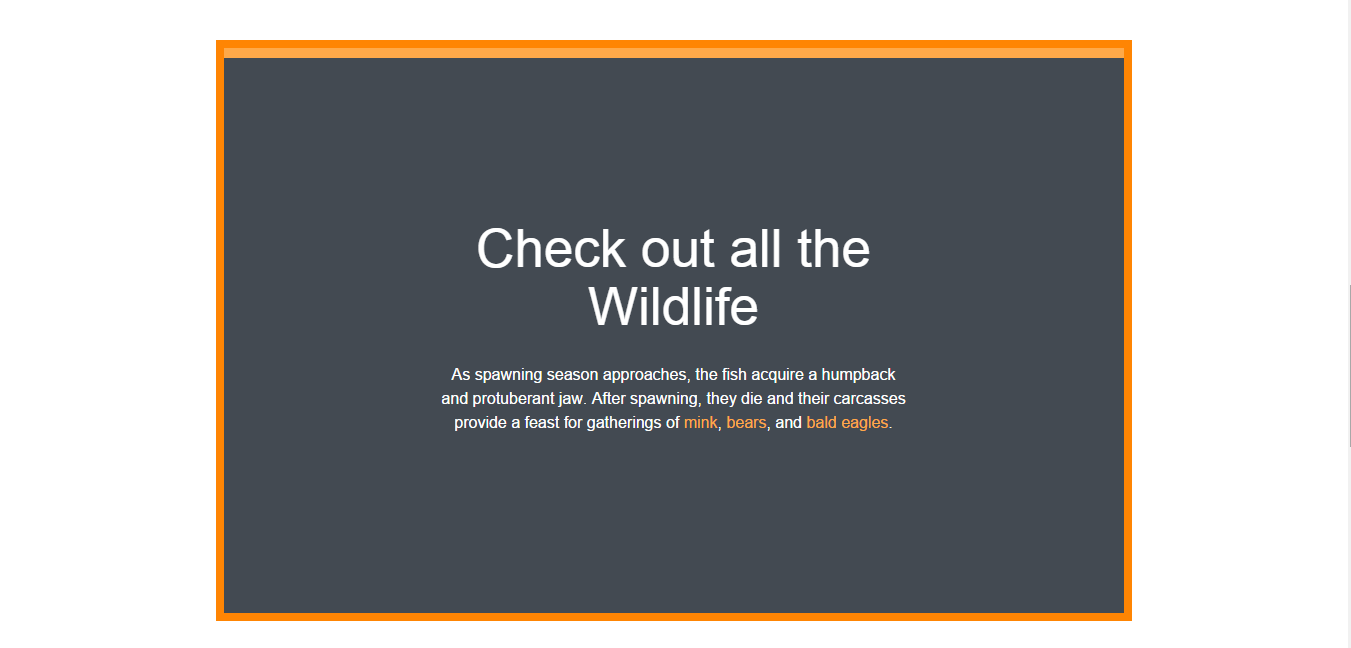 Check out all the
Wildlife
As spawning season approaches, the fish acquire a humpback
and protuberant jaw. After spawning, they die and their carcasses
provide a feast for gatherings of mink, bears, and bald eagles.